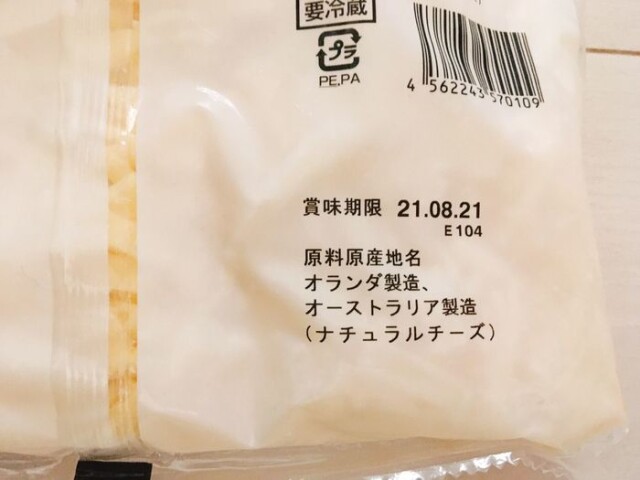 要冷蔵
プラ
PE,PA
4 562243 570109
賞味期限 21.08.21
E104
原料原産地名
オランダ製造、
オーストラリア製造
(ナチュラルチーズ)